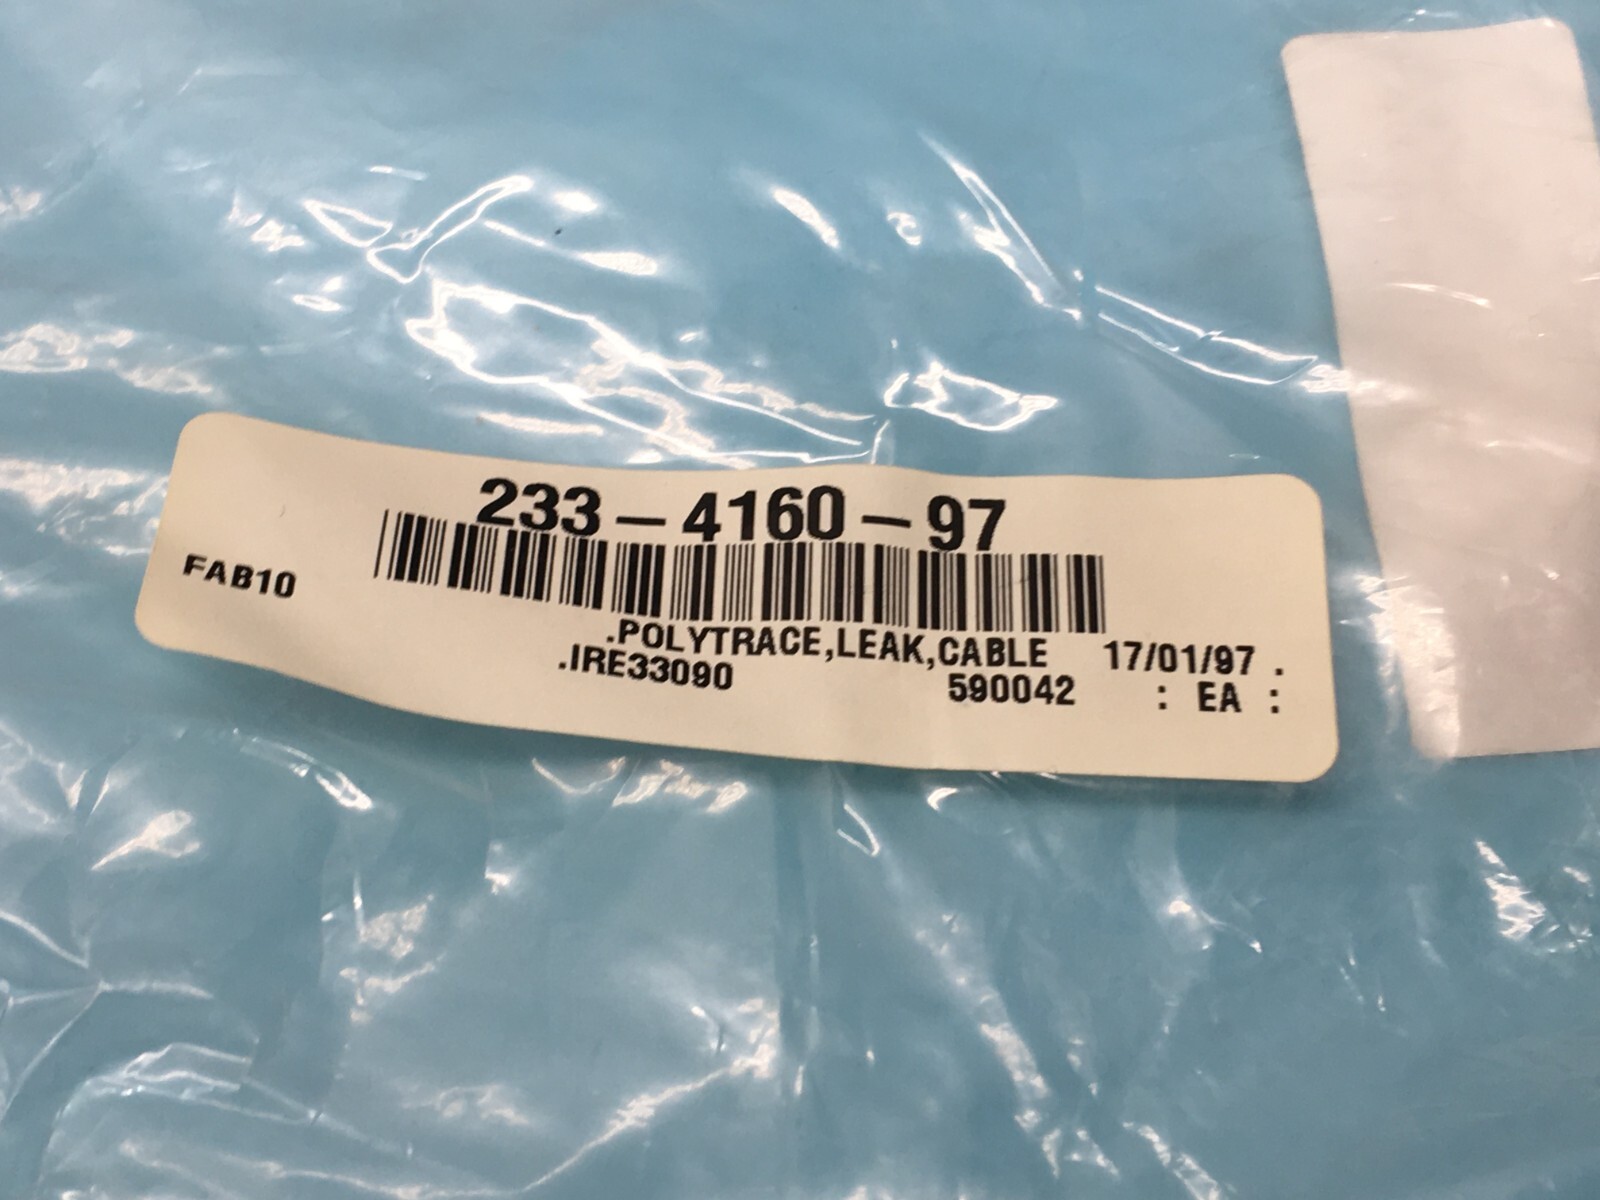 233-4160-97
FAB10
.POLYTRACE,LEAK,CABLE 17/01/97 .
.IRE33090 590042 : EA :